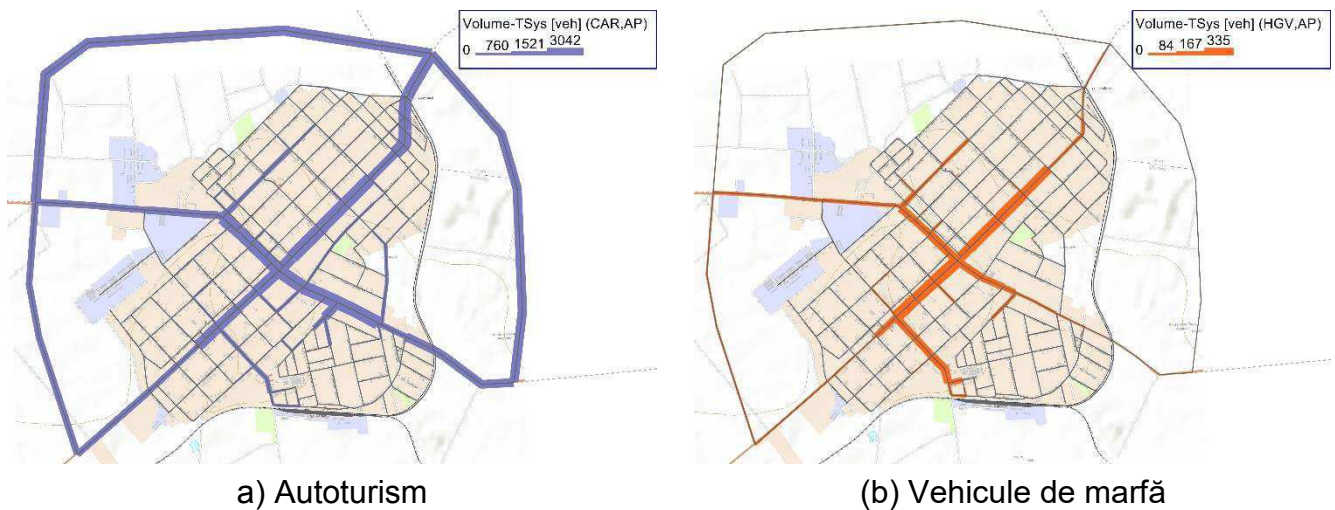 Volume-TSys [veh] (CAR,AP)
0 760 1521 3042
Volume-TSys [veh] (HGV,AP)
0 84 167 335
a) Autoturism
(b) Vehicule de marfă